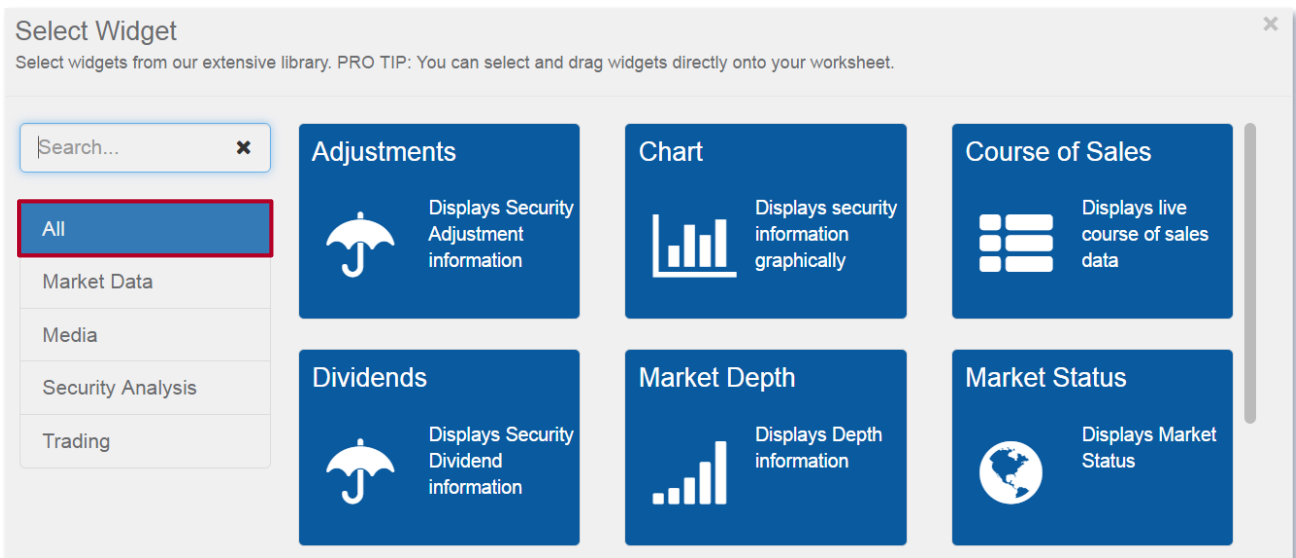 Select Widget
Select widgets from our extensive library. PRO TIP: You can select and drag widgets directly onto your worksheet.
Search...
All
Market Data
Media
Security Analysis
Trading
Adjustments
Displays Security
Adjustment
information
Chart
Displays security
information
graphically
Course of Sales
Displays live
course of sales
data
Dividends
Displays Security
Dividend
information
Market Depth
Displays Depth
information
Market Status
Displays Market
Status